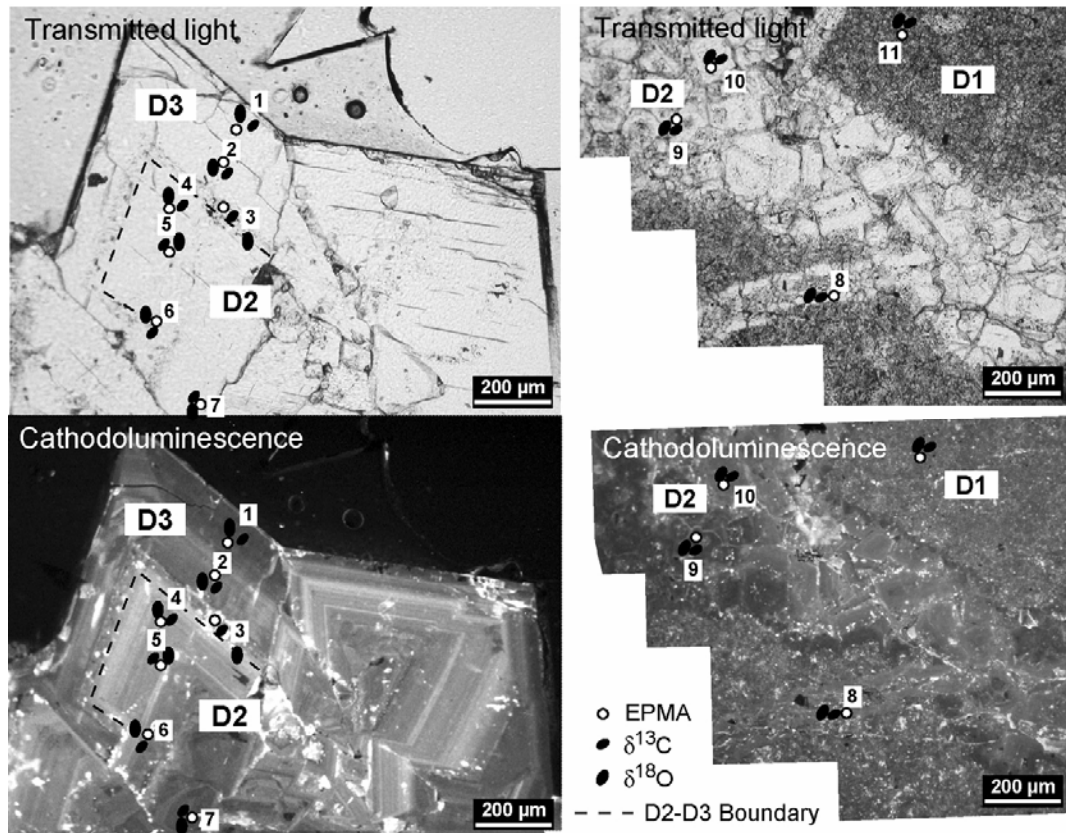 Transmitted light
D3
1
2
4
5
3
6
D2
7
200 µm
Transmitted light
10
11
D2
D1
9
8
200 µm
Cathodoluminescence
D3
1
2
4
5
3
6
D2
7
200 µm
Cathodoluminescence
D2
10
D1
9
8
EPMA
δ¹³C
δ¹⁸O
D2-D3 Boundary
200 µm